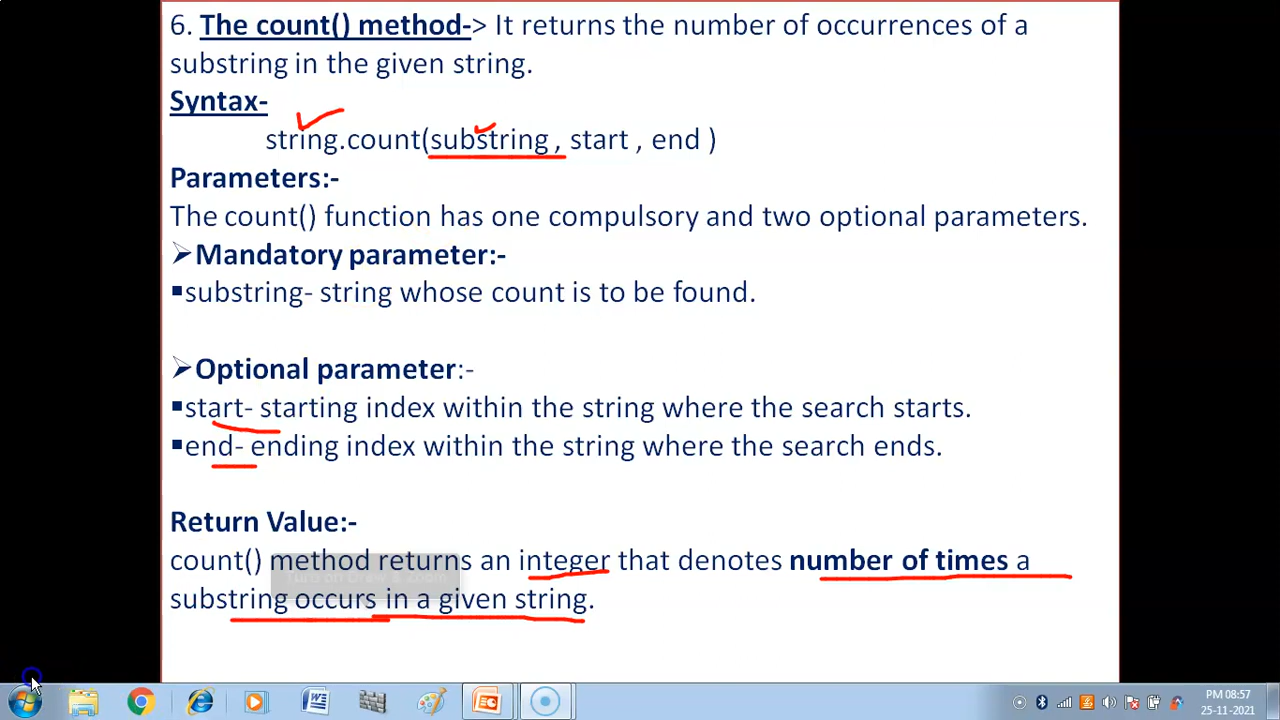 6. The count() method-> It returns the number of occurrences of a
substring in the given string.
Syntax-
string.count(substring , start , end )
Parameters:-
The count() function has one compulsory and two optional parameters.
➢Mandatory parameter:-
▪substring- string whose count is to be found.
➢Optional parameter:-
▪start- starting index within the string where the search starts.
▪end- ending index within the string where the search ends.
Return Value:-
count() method returns an integer that denotes number of times a
substring occurs in a given string.
PM 08:57
25-11-2021